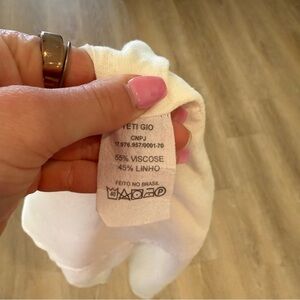 YETI GIO
CNPJ
55% VISCOSE
45% LINHO
FEITO NO BRASIL